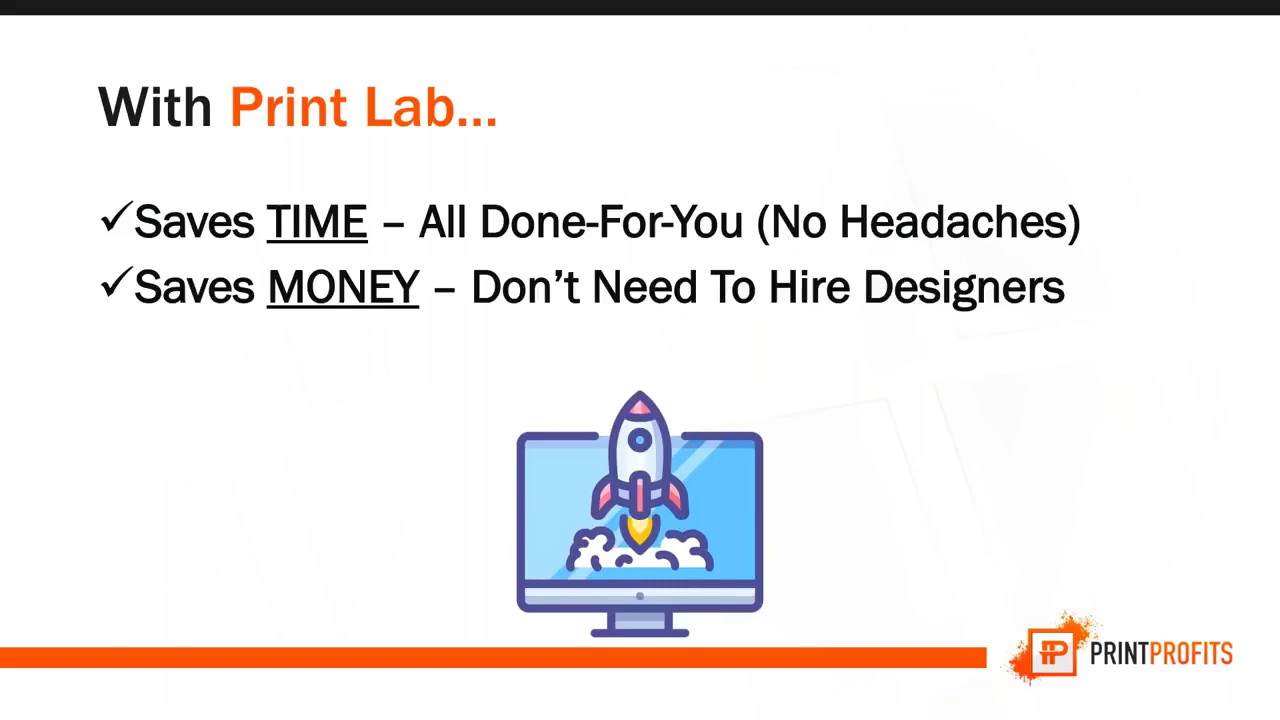 With Print Lab...
✓Saves TIME – All Done-For-You (No Headaches)
✓Saves MONEY – Don't Need To Hire Designers
PRINTPROFITS